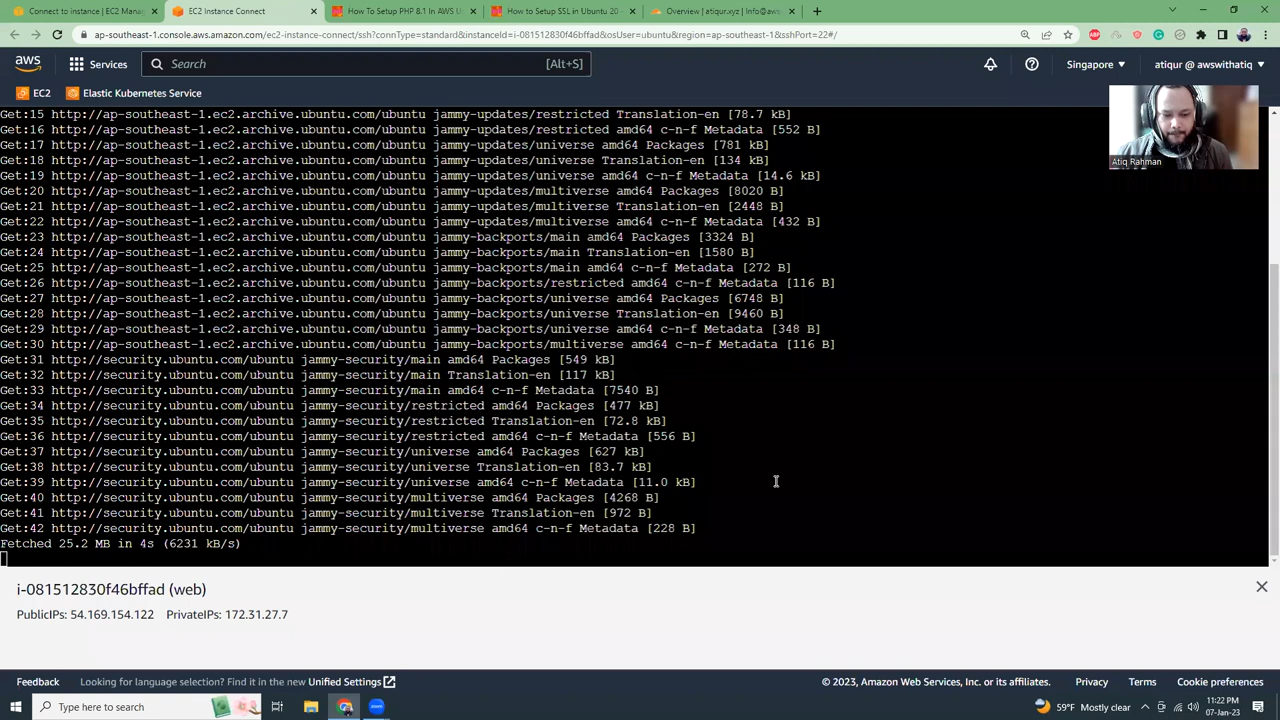 Connect to instance | EC2 Manag
EC2 Instance Connect
How To Setup PHP 8.1 In AWS U
How to Setup SSL in Ubuntu 20 -
Overview | atiqur.xyz | Info@aws
ap-southeast-1.console.aws.amazon.com/ec2-instance-connect/ssh?connType=standard&instanceId=i-081512830f46bffad&osUser=ubuntu&region=ap-southeast-1&sshPort=22#/
aws
Services
Search
[Alt+S]
Singapore
atiqur @ awswithatiq
EC2
Elastic Kubernetes Service
Get:15 http://ap-southeast-1.ec2.archive.ubuntu.com/ubuntu jammy-updates/restricted Translation-en [78.7 kB]
Get:16 http://ap-southeast-1.ec2.archive.ubuntu.com/ubuntu jammy-updates/restricted amd64 c-n-f Metadata [552 B]
Get:17 http://ap-southeast-1.ec2.archive.ubuntu.com/ubuntu jammy-updates/universe amd64 Packages [781 kB]
Get:18 http://ap-southeast-1.ec2.archive.ubuntu.com/ubuntu jammy-updates/universe Translation-en [134 kB]
Get:19 http://ap-southeast-1.ec2.archive.ubuntu.com/ubuntu jammy-updates/universe amd64 c-n-f Metadata [14.6 kB]
Get:20 http://ap-southeast-1.ec2.archive.ubuntu.com/ubuntu jammy-updates/multiverse amd64 Packages [8020 B]
Get:21 http://ap-southeast-1.ec2.archive.ubuntu.com/ubuntu jammy-updates/multiverse Translation-en [2448 B]
Get:22 http://ap-southeast-1.ec2.archive.ubuntu.com/ubuntu jammy-updates/multiverse amd64 c-n-f Metadata [432 B]
Get:23 http://ap-southeast-1.ec2.archive.ubuntu.com/ubuntu jammy-backports/main amd64 Packages [3324 B]
Get:24 http://ap-southeast-1.ec2.archive.ubuntu.com/ubuntu jammy-backports/main Translation-en [1580 B]
Get:25 http://ap-southeast-1.ec2.archive.ubuntu.com/ubuntu jammy-backports/main amd64 c-n-f Metadata [272 B]
Get:26 http://ap-southeast-1.ec2.archive.ubuntu.com/ubuntu jammy-backports/restricted amd64 c-n-f Metadata [116 B]
Get:27 http://ap-southeast-1.ec2.archive.ubuntu.com/ubuntu jammy-backports/universe amd64 Packages [6748 B]
Get:28 http://ap-southeast-1.ec2.archive.ubuntu.com/ubuntu jammy-backports/universe Translation-en [9460 B]
Get:29 http://ap-southeast-1.ec2.archive.ubuntu.com/ubuntu jammy-backports/universe amd64 c-n-f Metadata [348 B]
Get:30 http://ap-southeast-1.ec2.archive.ubuntu.com/ubuntu jammy-backports/multiverse amd64 c-n-f Metadata [116 B]
Get:31 http://security.ubuntu.com/ubuntu jammy-security/main amd64 Packages [549 kB]
Get:32 http://security.ubuntu.com/ubuntu jammy-security/main Translation-en [117 kB]
Get:33 http://security.ubuntu.com/ubuntu jammy-security/main amd64 c-n-f Metadata [7540 B]
Get:34 http://security.ubuntu.com/ubuntu jammy-security/restricted amd64 Packages [477 kB]
Get:35 http://security.ubuntu.com/ubuntu jammy-security/restricted Translation-en [72.8 kB]
Get:36 http://security.ubuntu.com/ubuntu jammy-security/restricted amd64 c-n-f Metadata [556 B]
Get:37 http://security.ubuntu.com/ubuntu jammy-security/universe amd64 Packages [627 kB]
Get:38 http://security.ubuntu.com/ubuntu jammy-security/universe Translation-en [83.7 kB]
Get:39 http://security.ubuntu.com/ubuntu jammy-security/universe amd64 c-n-f Metadata [11.0 kB]
Get:40 http://security.ubuntu.com/ubuntu jammy-security/multiverse amd64 Packages [4268 B]
Get:41 http://security.ubuntu.com/ubuntu jammy-security/multiverse Translation-en [972 B]
Get:42 http://security.ubuntu.com/ubuntu jammy-security/multiverse amd64 c-n-f Metadata [228 B]
Fetched 25.2 MB in 4s (6231 kB/s)
Atiq Rahman
i-081512830f46bffad (web)
PublicIPs: 54.169.154.122 PrivateIPs: 172.31.27.7
Feedback
Looking for language selection? Find it in the new Unified Settings
© 2023, Amazon Web Services, Inc. or its affiliates.
Privacy
Terms
Cookie preferences
Type here to search
59°F Mostly clear
11:22 PM
07-Jan-23